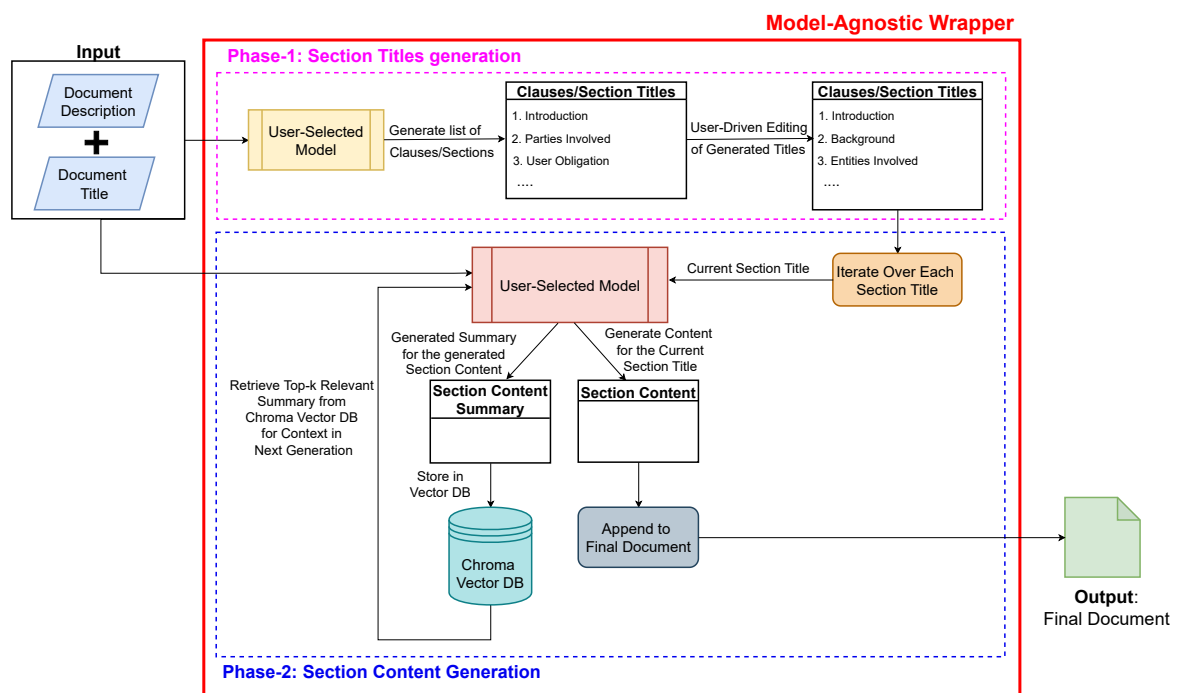 Model-Agnostic Wrapper
Input
Document
Description
Document
Title
Phase-1: Section Titles generation
User-Selected
Model
Generate list of
Clauses/Sections
Clauses/Section Titles
1. Introduction
2. Parties Involved
3. User Obligation
....
User-Driven Editing
of Generated Titles
Clauses/Section Titles
1. Introduction
2. Background
3. Entities Involved
....
Iterate Over Each
Section Title
Current Section Title
User-Selected Model
Generated Summary
for the generated
Section Content
Generate Content
for the Current
Section Title
Retrieve Top-k Relevant
Summary from
Chroma Vector DB
for Context in
Next Generation
Section Content
Summary
Section Content
Store in
Vector DB
Chroma
Vector DB
Append to
Final Document
Output:
Final Document
Phase-2: Section Content Generation